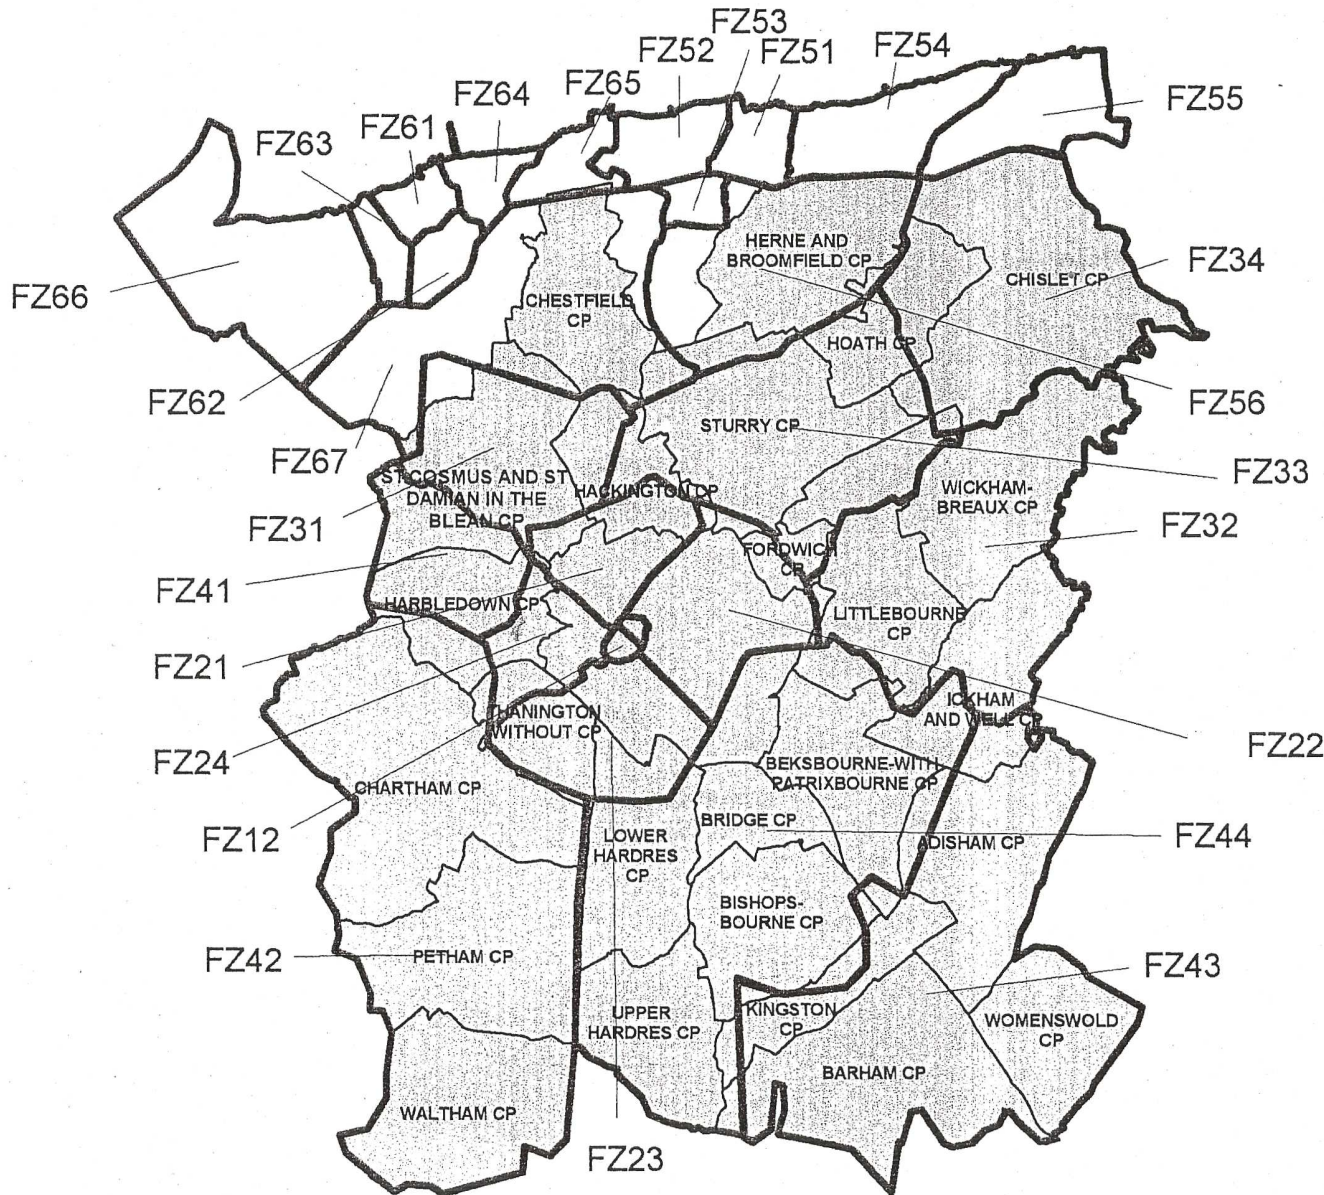 FZ53
FZ52
FZ51
FZ54
FZ65
FZ64
FZ55
FZ61
FZ63
HERNE AND
BROOMFIELD CP
FZ34
CHISLET CP
FZ66
CHESTFIELD
CP
HOATH CP
FZ62
FZ56
STURRY CP
FZ67
FZ33
ST COSMUS AND ST
DAMIAN IN THE
BLEAN CP
HACKINGTON CP
WICKHAM-
BREAUX CP
FZ31
FZ32
FORDWICH
CP
FZ41
HARBLEDOWN CP
LITTLEBOURNE
CP
FZ21
ICKHAM
AND WELL CP
THANINGTON
WITHOUT CP
FZ22
FZ24
BEKSBOURNE-WITH-
PATRIXBOURNE CP
CHARTHAM CP
BRIDGE CP
FZ12
LOWER
HARDRES
CP
ADISHAM CP
FZ44
BISHOPS-
BOURNE CP
FZ42
PETHAM CP
FZ43
UPPER
HARDRES CP
KINGSTON
CP
WOMENSWOLD
CP
BARHAM CP
WALTHAM CP
FZ23